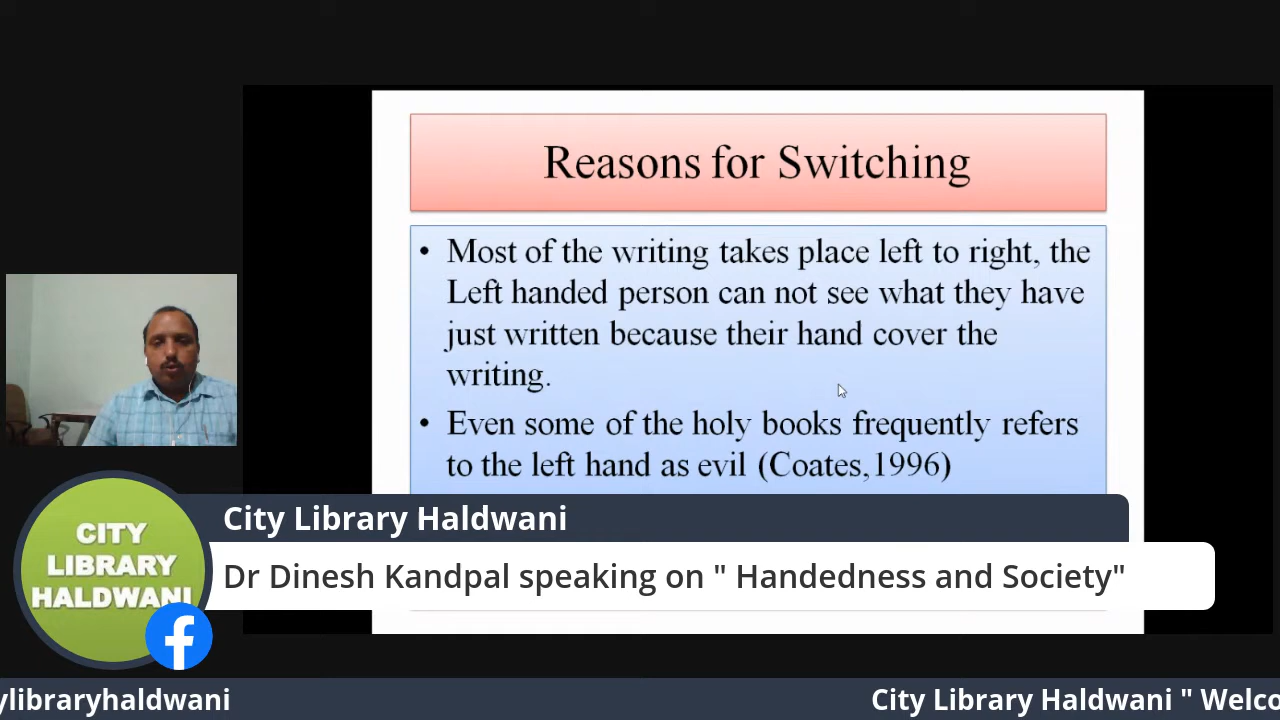 Reasons for Switching
• Most of the writing takes place left to right, the
Left handed person can not see what they have
just written because their hand cover the
writing.
• Even some of the holy books frequently refers
to the left hand as evil (Coates,1996)
CITY
LIBRARY
HALDWANI
City Library Haldwani
Dr Dinesh Kandpal speaking on " Handedness and Society"
ylibraryhaldwani
City Library Haldwani " Welco